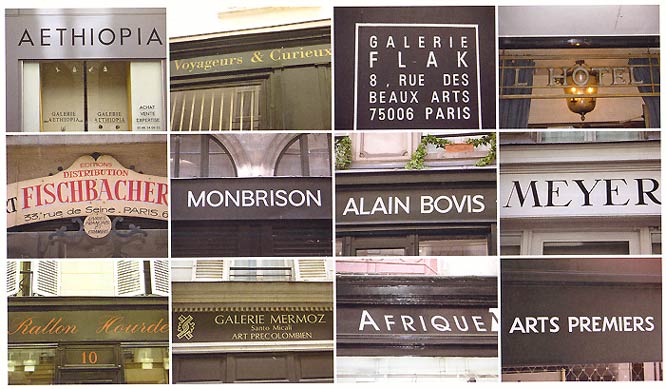 AETHIOPIA
GALERIE AETHIOPIA
GALERIE AETHIOPIA
ACHAT
VENTE
EXPERTISE
Voyageurs & Curieux
GALERIE
FLAK
8, RUE DES
BEAUX ARTS
75006 PARIS
HOTEL
EDITIONS
DISTRIBUTION
FISCHBACHER
33, rue de Seine. PARIS.6
MONBRISON
ALAIN BOVIS
MEYER
Ratton Hourde
10
GALERIE MERMOZ
Santo Micali
ART PRECOLOMBIEN
AFRIQUE
ARTS PREMIERS